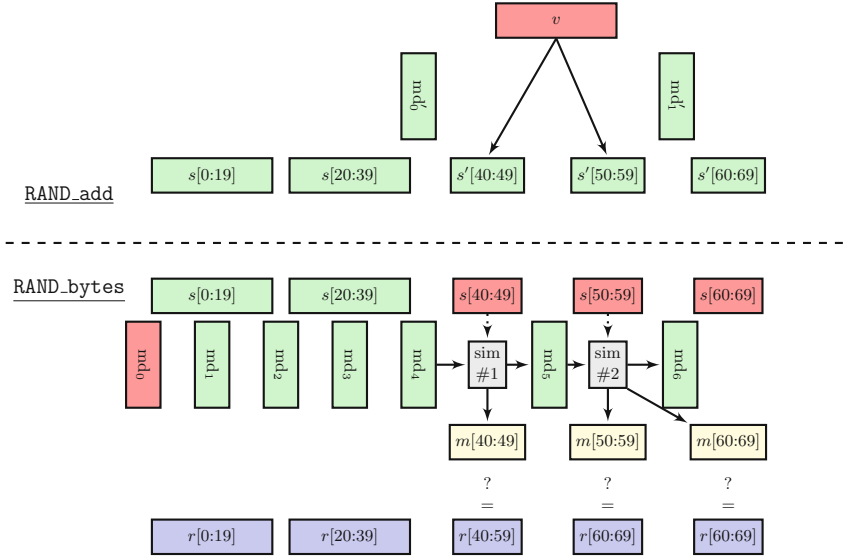 v
md′₀ md′₁
s[0:19] s[20:39] s′[40:49] s′[50:59] s′[60:69]
RAND_add
RAND_bytes
s[0:19] s[20:39] s[40:49] s[50:59] s[60:69]
md₀ md₁ md₂ md₃ md₄ sim #1 md₅ sim #2 md₆
m[40:49] m[50:59] m[60:69]
? ? ?
= = =
r[0:19] r[20:39] r[40:59] r[60:69] r[60:69]